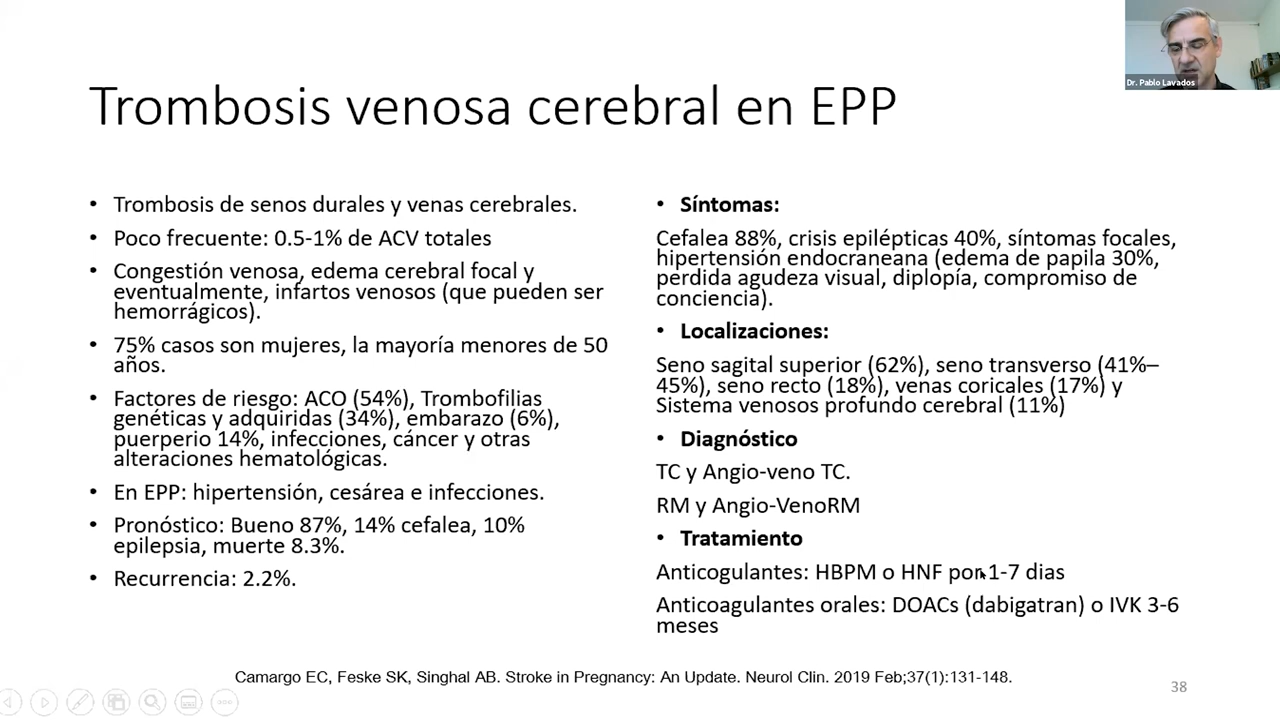 Dr. Pablo Lavados
Trombosis venosa cerebral en EPP
• Trombosis de senos durales y venas cerebrales.
• Poco frecuente: 0.5-1% de ACV totales
• Congestión venosa, edema cerebral focal y
eventualmente, infartos venosos (que pueden ser
hemorrágicos).
• 75% casos son mujeres, la mayoría menores de 50
años.
• Factores de riesgo: ACO (54%), Trombofilias
genéticas y adquiridas (34%), embarazo (6%),
puerperio 14%, infecciones, cáncer y otras
alteraciones hematológicas.
• En EPP: hipertensión, cesárea e infecciones.
• Pronóstico: Bueno 87%, 14% cefalea, 10%
epilepsia, muerte 8.3%.
• Recurrencia: 2.2%.
• Síntomas:
Cefalea 88%, crisis epilépticas 40%, síntomas focales,
hipertensión endocraneana (edema de papila 30%,
perdida agudeza visual, diplopía, compromiso de
conciencia).
• Localizaciones:
Seno sagital superior (62%), seno transverso (41%–
45%), seno recto (18%), venas coricales (17%) y
Sistema venosos profundo cerebral (11%)
• Diagnóstico
TC y Angio-veno TC.
RM y Angio-VenoRM
• Tratamiento
Anticogulantes: HBPM o HNF por 1-7 dias
Anticoagulantes orales: DOACs (dabigatran) o IVK 3-6
meses
Camargo EC, Feske SK, Singhal AB. Stroke in Pregnancy: An Update. Neurol Clin. 2019 Feb;37(1):131-148.
38